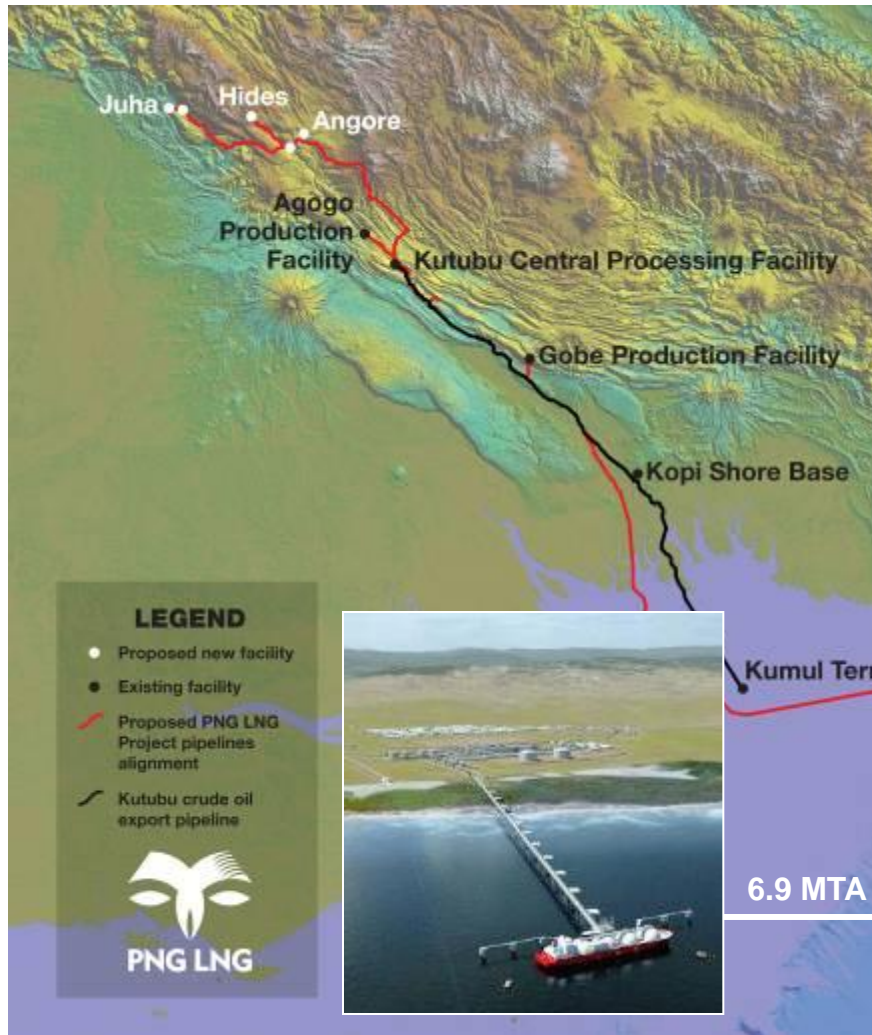 Juha
Hides
Angore
Agogo
Production
Facility
Kutubu Central Processing Facility
Gobe Production Facility
Kopi Shore Base
Kumul Terr
LEGEND
Proposed new facility
Existing facility
Proposed PNG LNG
Project pipelines
alignment
Kutubu crude oil
export pipeline
PNG LNG
6.9 MTA